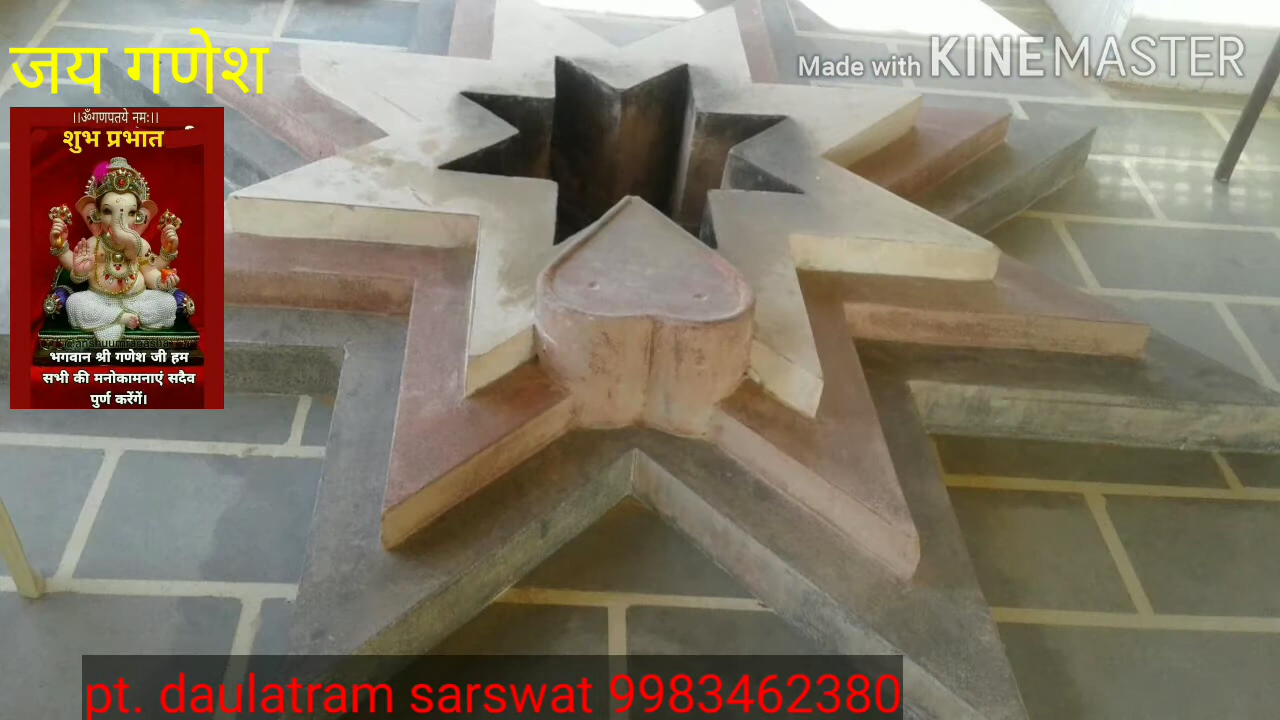 जय गणेश
Made with KINEMASTER
।।ॐगणपतये नमः।।
शुभ प्रभात
भगवान श्री गणेश जी हम
सभी की मनोकामनाएं सदैव
पुर्ण करेंगें।
pt. daulatram sarswat 9983462380